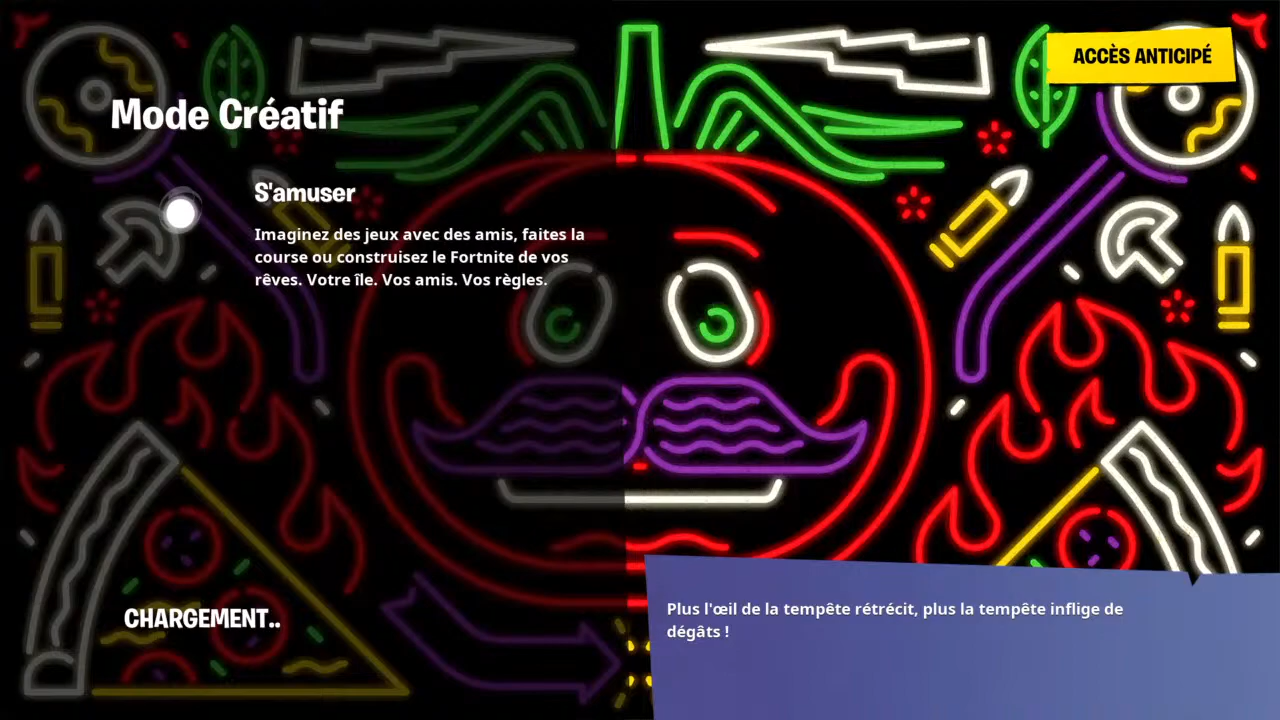 ACCÈS ANTICIPÉ
Mode Créatif
S'amuser
Imaginez des jeux avec des amis, faites la
course ou construisez le Fortnite de vos
rêves. Votre île. Vos amis. Vos règles.
CHARGEMENT..
Plus l'œil de la tempête rétrécit, plus la tempête inflige de
dégâts !